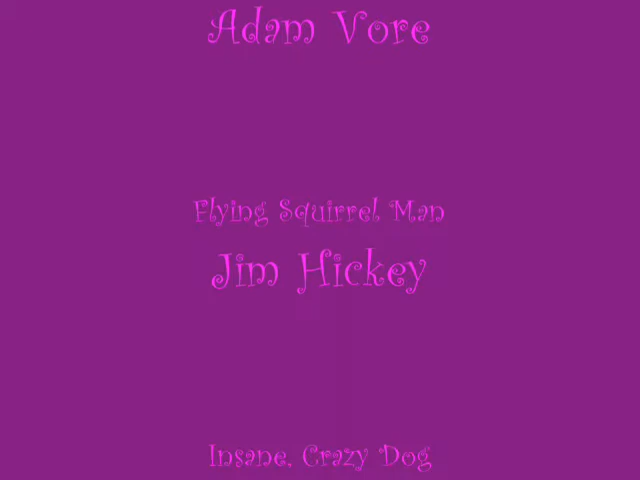 Adam Vore
Flying Squirrel Man
Jim Hickey
Insane, Crazy Dog